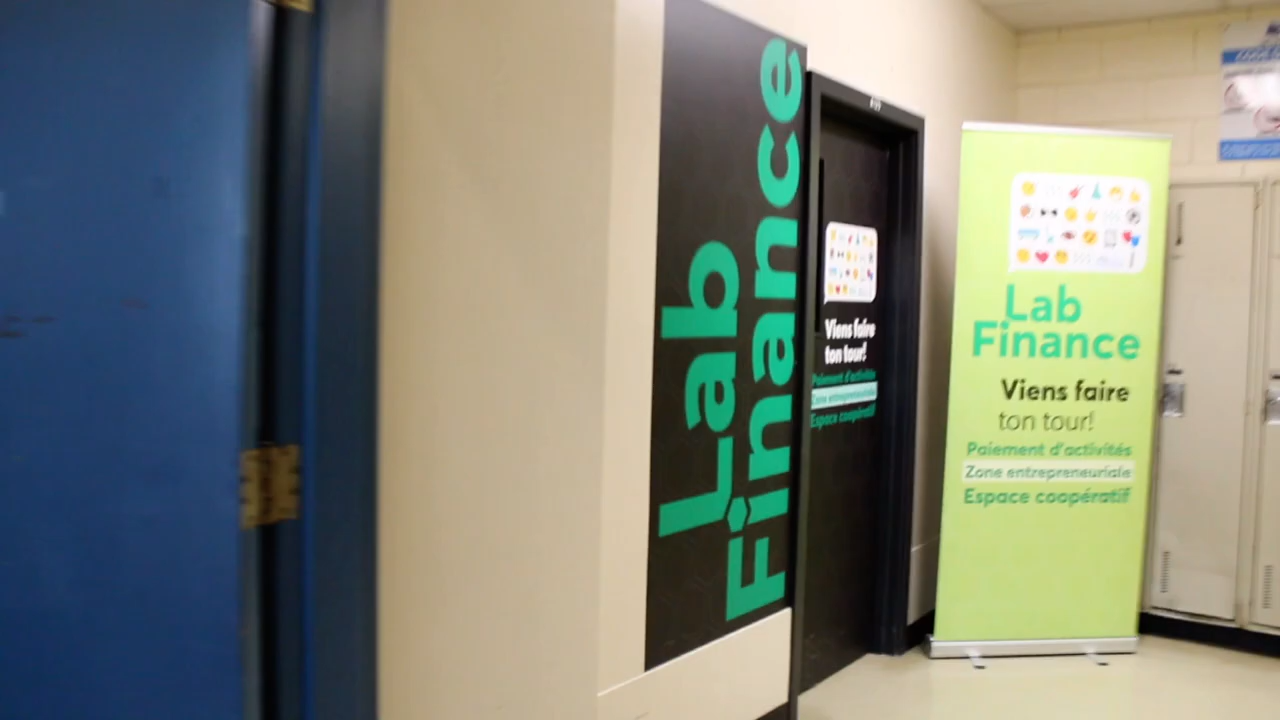 Lab
Finance
Viens faire
ton tour!
Paiement d'activités
Zone entrepreneuriale
Espace coopératif
Lab
Finance
Viens faire
ton tour!
Paiement d'activités
Zone entrepreneuriale
Espace coopératif